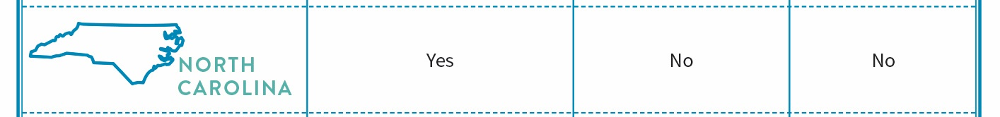 NORTH
CAROLINA
Yes
No
No